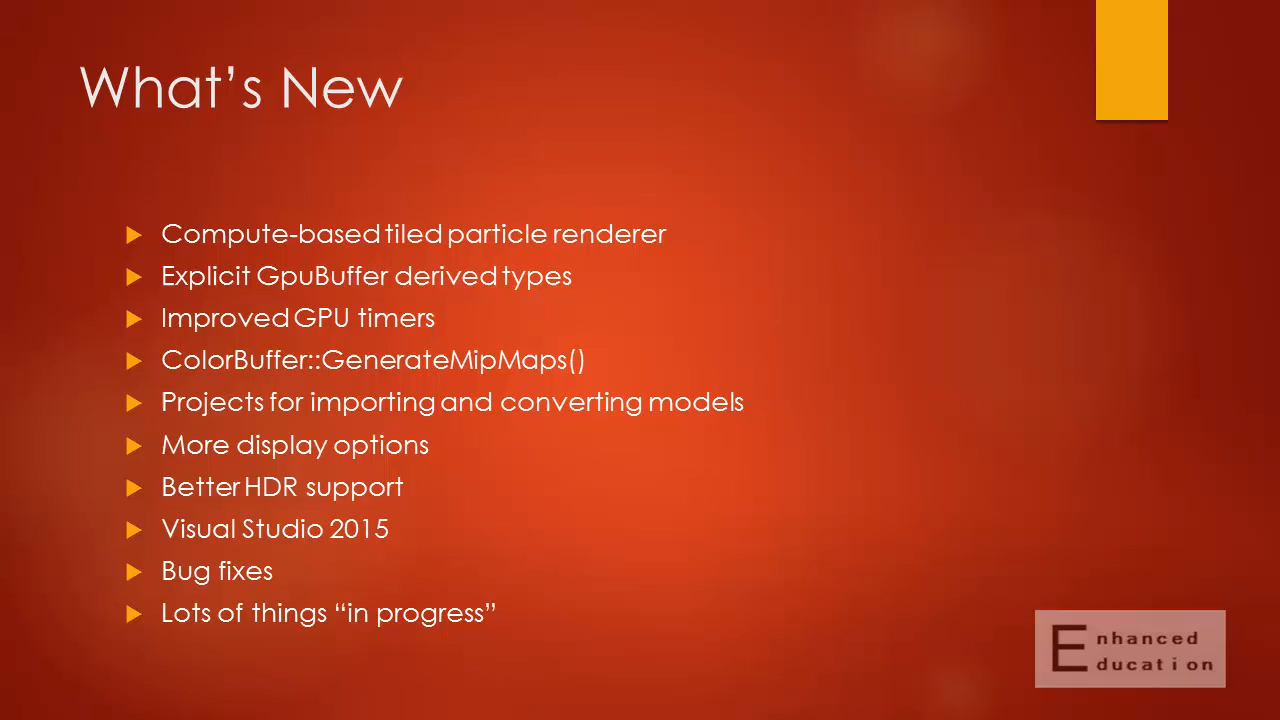 What’s New
Compute-based tiled particle renderer
Explicit GpuBuffer derived types
Improved GPU timers
ColorBuffer::GenerateMipMaps()
Projects for importing and converting models
More display options
Better HDR support
Visual Studio 2015
Bug fixes
Lots of things “in progress”
Enhanced
Education